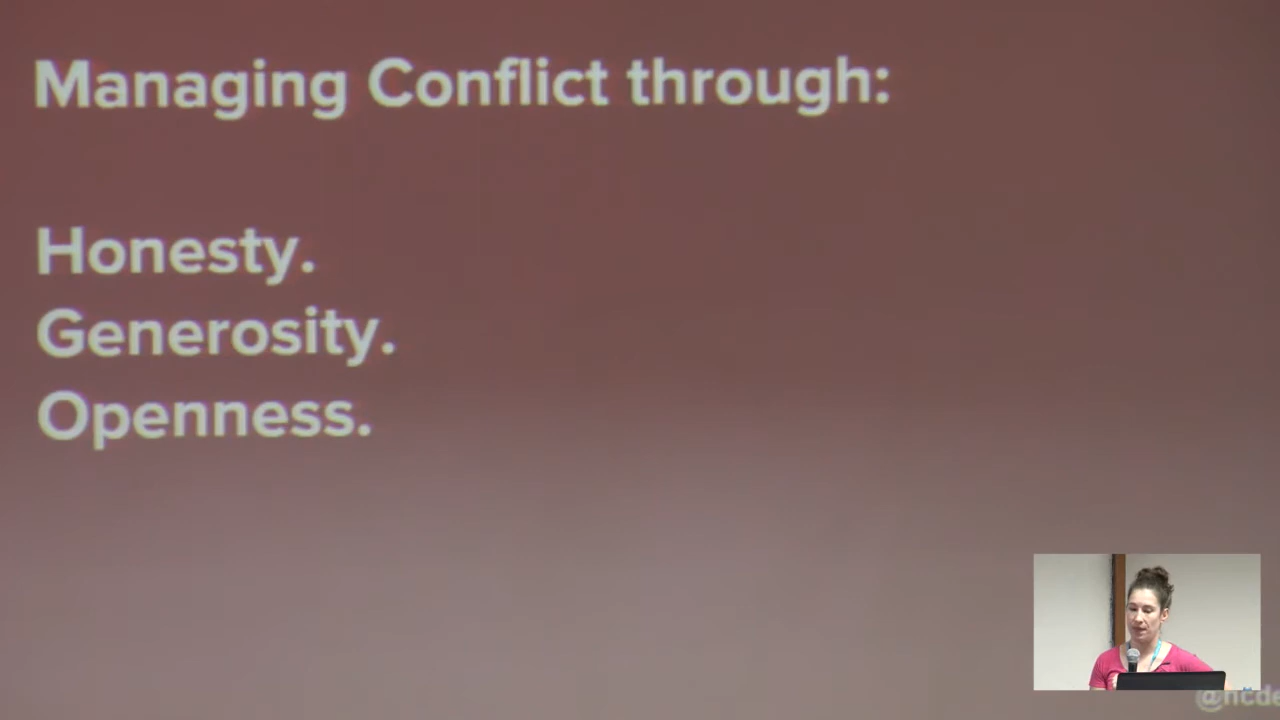 Managing Conflict through:
Honesty.
Generosity.
Openness.